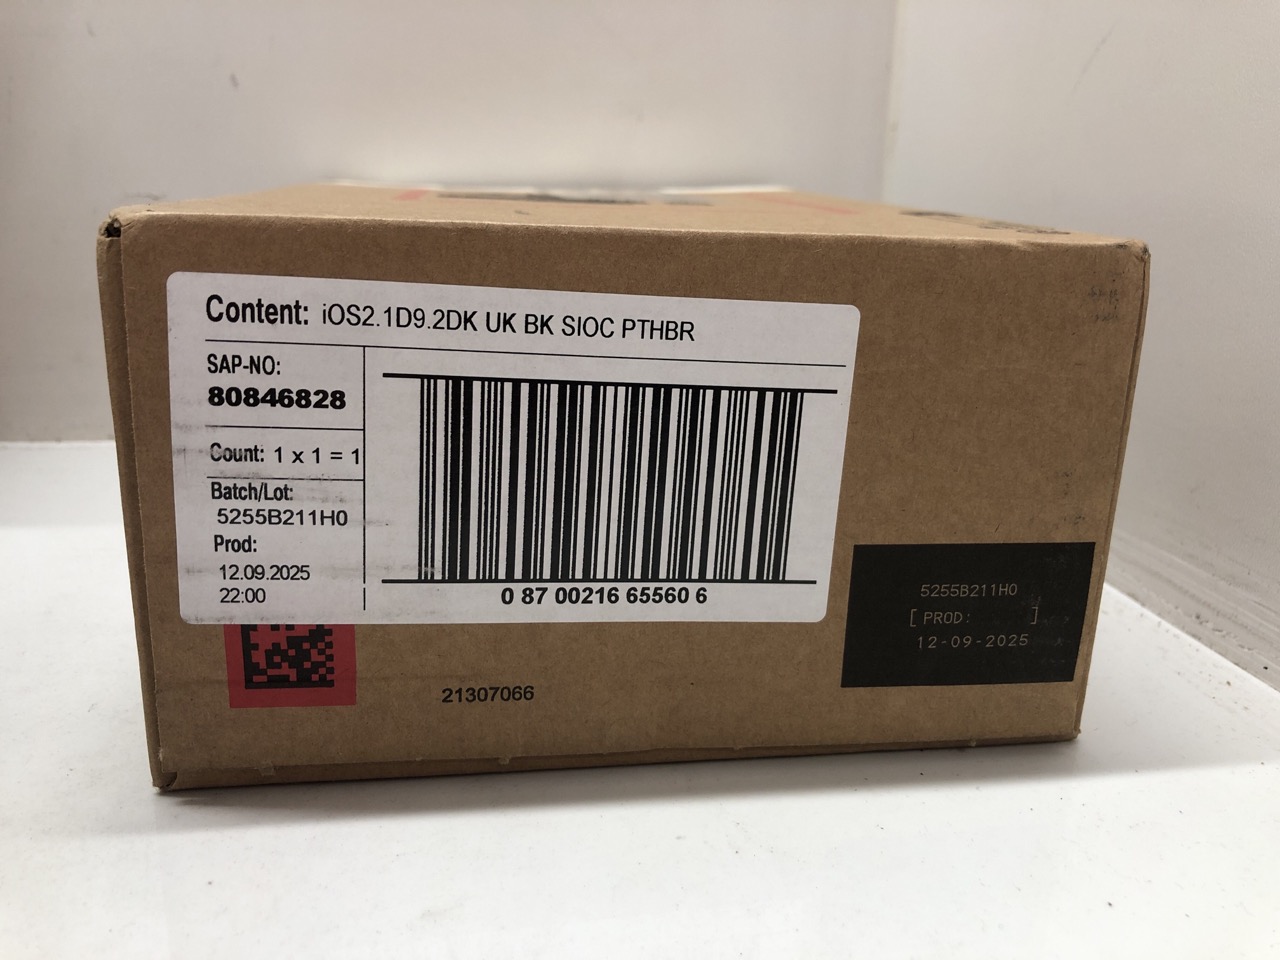 Content: iOS2.1D9.2DK UK BK SIOC PTHBR
SAP-NO:
80846828
Count: 1 x 1 = 1
Batch/Lot:
5255B211H0
Prod:
12.09.2025
22:00
0 87 00216 65560 6
5255B211H0
[ PROD: ]
12-09-2025
21307066